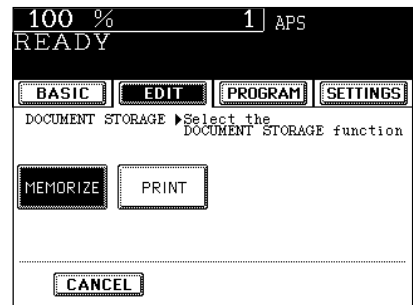 100 % 1 APS
READY
BASIC EDIT PROGRAM SETTINGS
DOCUMENT STORAGE ▶Select the
DOCUMENT STORAGE function
MEMORIZE PRINT
CANCEL